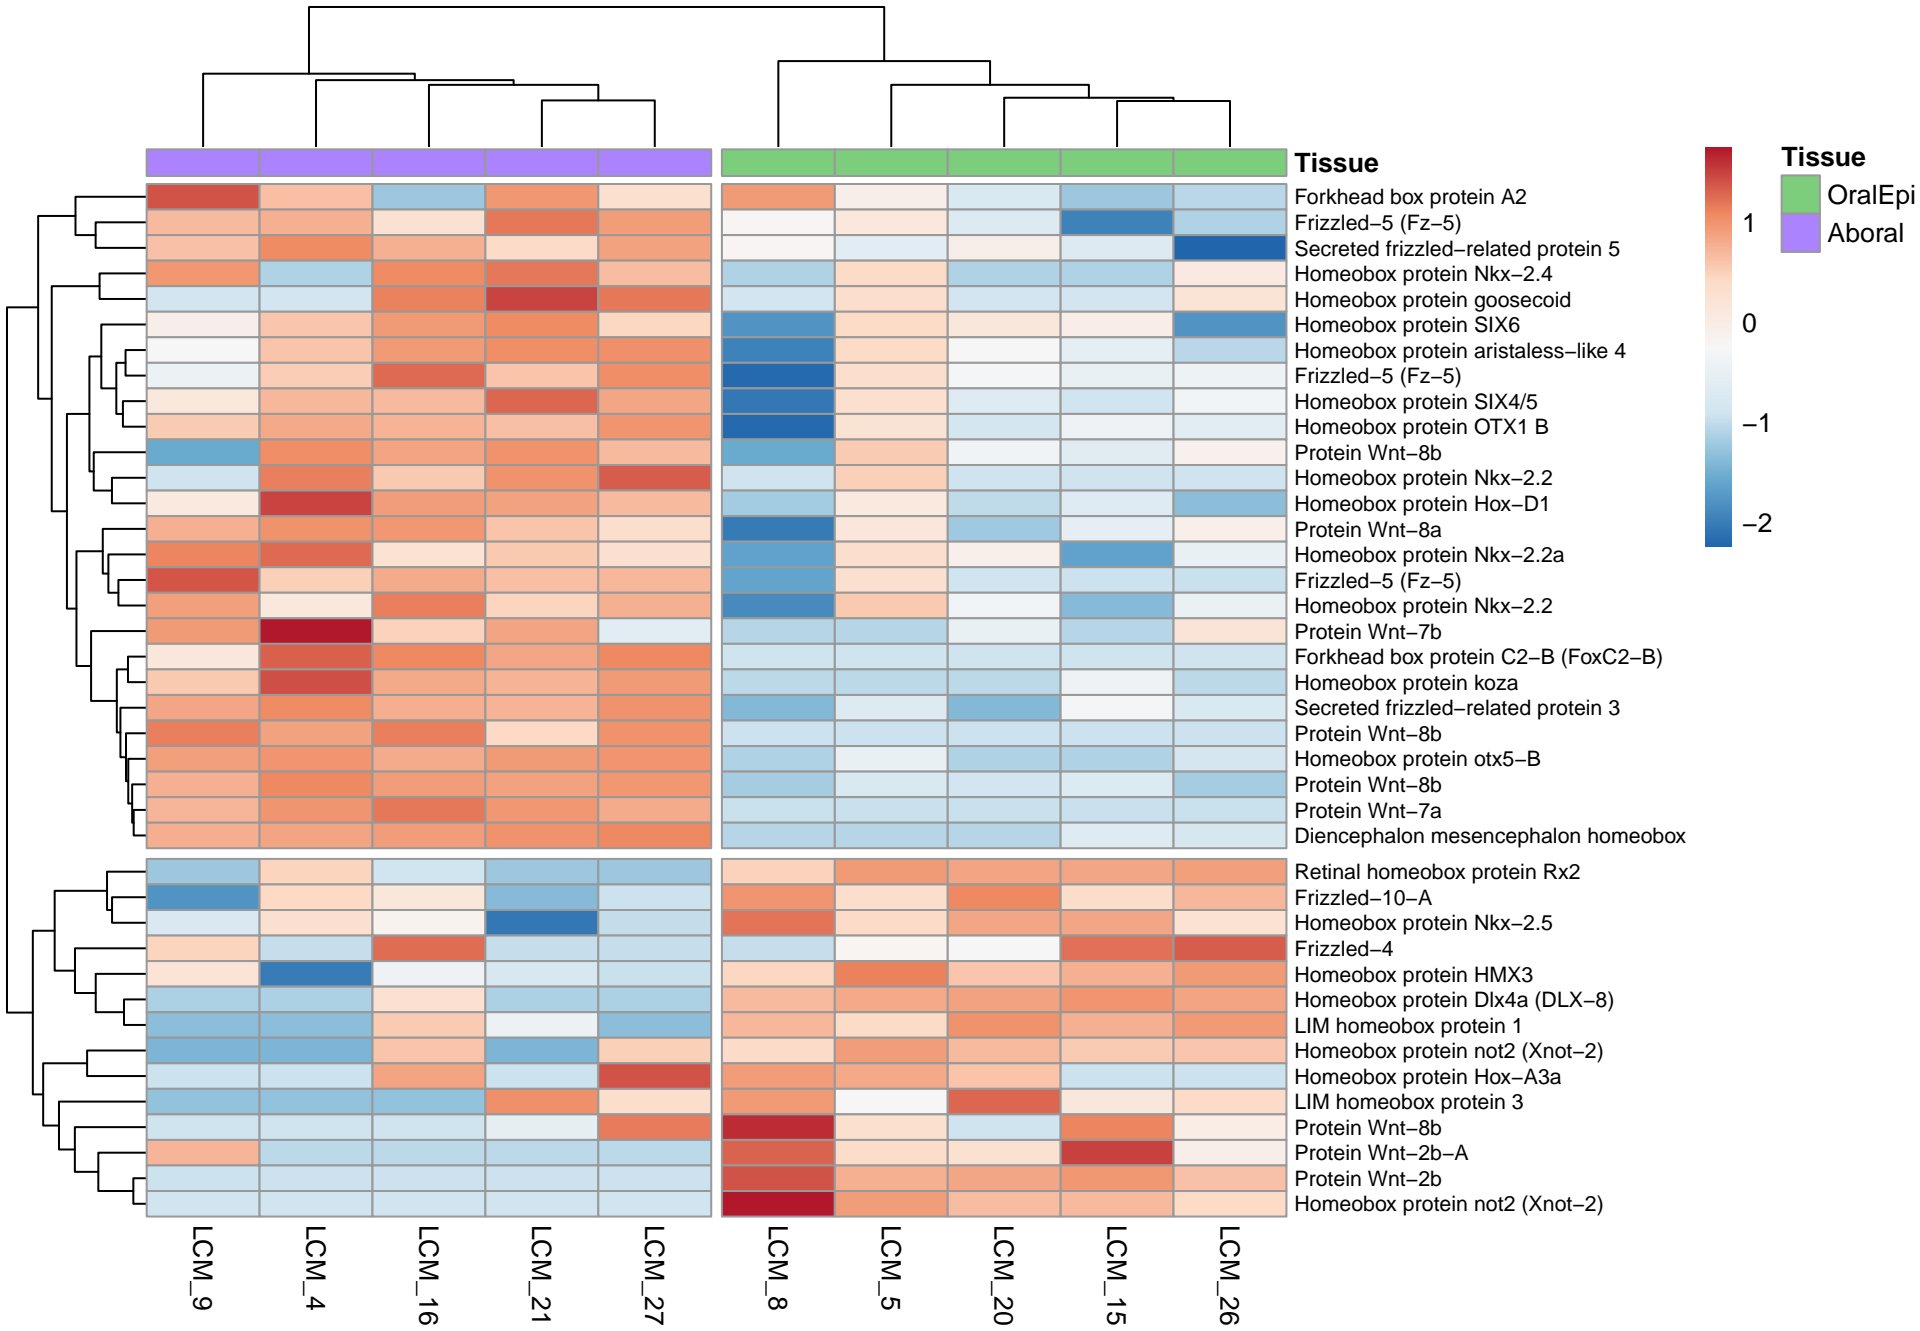 Tissue
Forkhead box protein A2
Frizzled−5 (Fz−5)
Secreted frizzled−related protein 5
Homeobox protein Nkx−2.4
Homeobox protein goosecoid
Homeobox protein SIX6
Homeobox protein aristaless−like 4
Frizzled−5 (Fz−5)
Homeobox protein SIX4/5
Homeobox protein OTX1 B
Protein Wnt−8b
Homeobox protein Nkx−2.2
Homeobox protein Hox−D1
Protein Wnt−8a
Homeobox protein Nkx−2.2a
Frizzled−5 (Fz−5)
Homeobox protein Nkx−2.2
Protein Wnt−7b
Forkhead box protein C2−B (FoxC2−B)
Homeobox protein koza
Secreted frizzled−related protein 3
Protein Wnt−8b
Homeobox protein otx5−B
Protein Wnt−8b
Protein Wnt−7a
Diencephalon mesencephalon homeobox
Retinal homeobox protein Rx2
Frizzled−10−A
Homeobox protein Nkx−2.5
Frizzled−4
Homeobox protein HMX3
Homeobox protein Dlx4a (DLX−8)
LIM homeobox protein 1
Homeobox protein not2 (Xnot−2)
Homeobox protein Hox−A3a
LIM homeobox protein 3
Protein Wnt−8b
Protein Wnt−2b−A
Protein Wnt−2b
Homeobox protein not2 (Xnot−2)
LCM_9
LCM_4
LCM_16
LCM_21
LCM_27
LCM_8
LCM_5
LCM_20
LCM_15
LCM_26
1
0
−1
−2
Tissue
OralEpi
Aboral